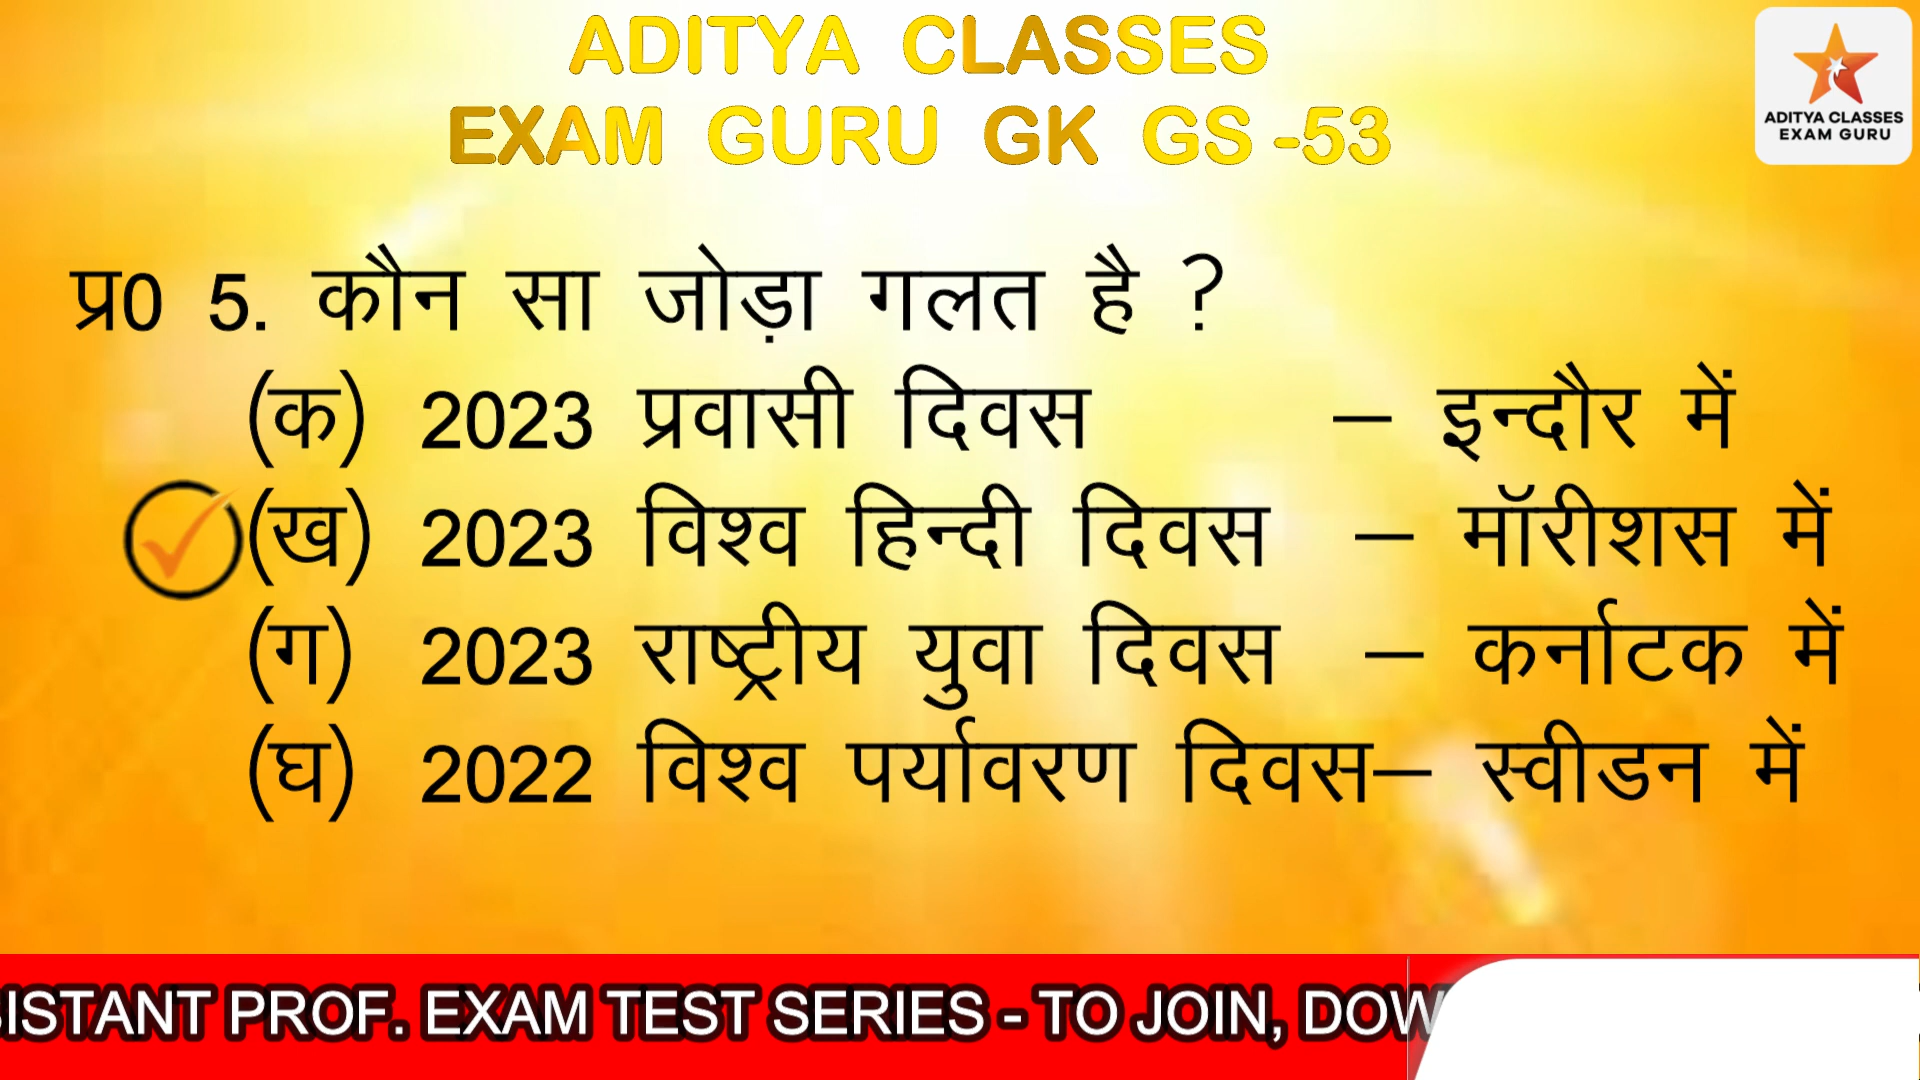 ADITYA CLASSES
EXAM GURU GK GS -53
ADITYA CLASSES
EXAM GURU
प्र0 5. कौन सा जोड़ा गलत है ?
(क) 2023 प्रवासी दिवस – इन्दौर में
(ख) 2023 विश्व हिन्दी दिवस – मॉरीशस में
(ग) 2023 राष्ट्रीय युवा दिवस – कर्नाटक में
(घ) 2022 विश्व पर्यावरण दिवस– स्वीडन में
ISTANT PROF. EXAM TEST SERIES - TO JOIN, DOW